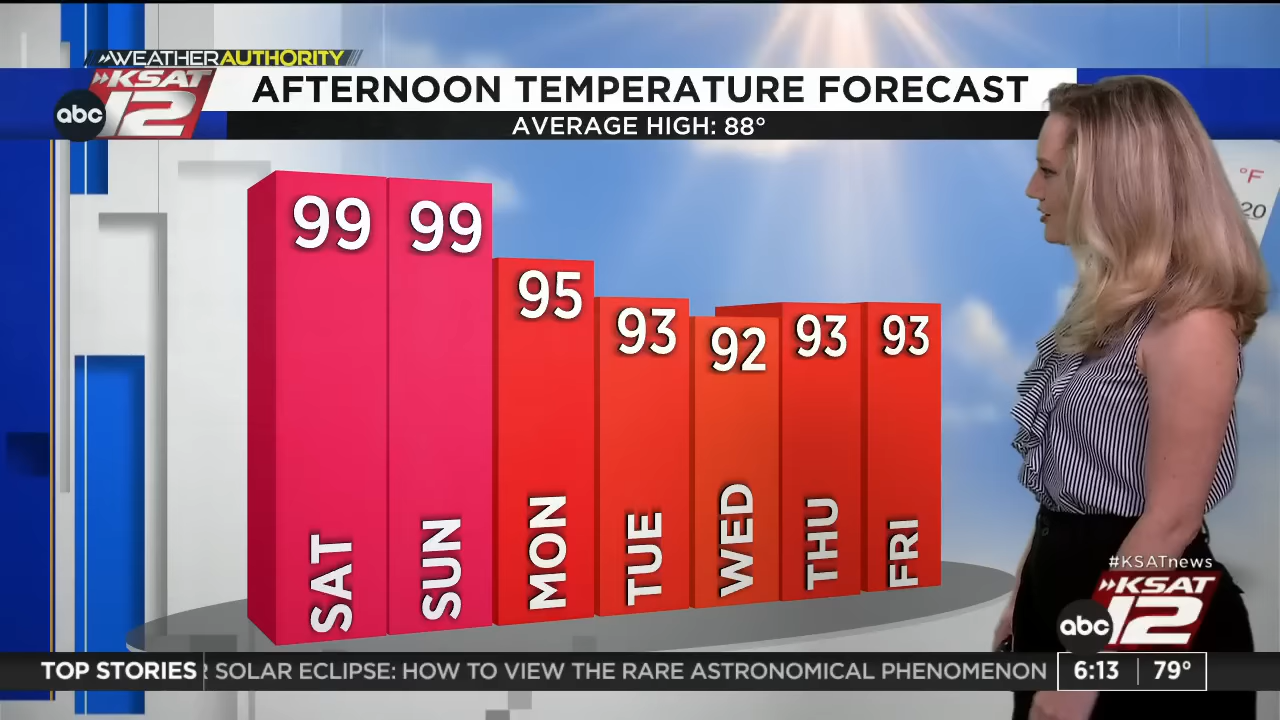 WEATHERAUTHORITY
KSAT
abc 12
AFTERNOON TEMPERATURE FORECAST
AVERAGE HIGH: 88°
°F
20
99 99 95 93 92 93 93
SAT SUN MON TUE WED THU FRI
#KSATnews
KSAT
abc 12
TOP STORIES SOLAR ECLIPSE: HOW TO VIEW THE RARE ASTRONOMICAL PHENOMENON 6:13 79°